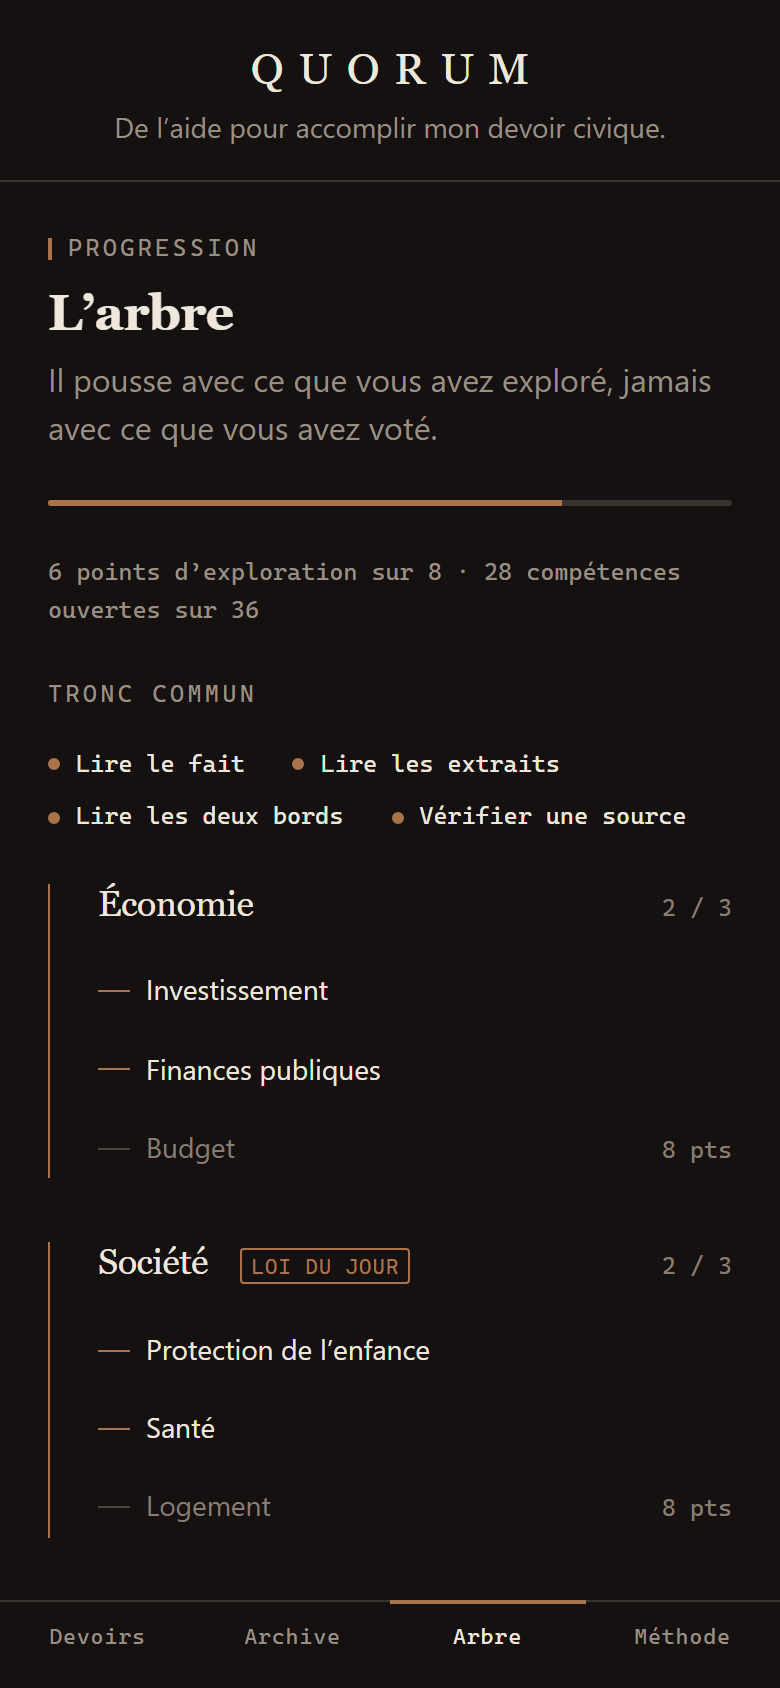 QUORUM
De l’aide pour accomplir mon devoir civique.
PROGRESSION
L’arbre
Il pousse avec ce que vous avez exploré, jamais
avec ce que vous avez voté.
6 points d’exploration sur 8 · 28 compétences
ouvertes sur 36
TRONC COMMUN
Lire le fait
Lire les extraits
Lire les deux bords
Vérifier une source
Économie 2 / 3
Investissement
Finances publiques
Budget 8 pts
Société LOI DU JOUR 2 / 3
Protection de l’enfance
Santé
Logement 8 pts
Devoirs Archive Arbre Méthode